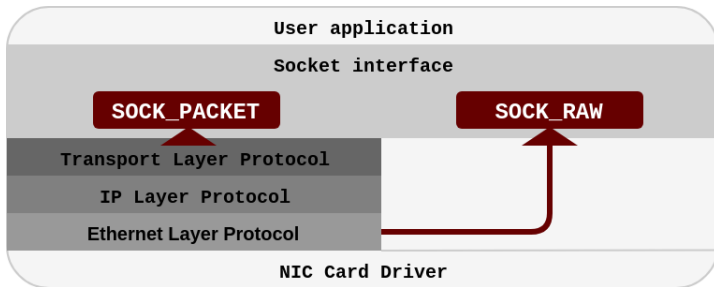 User application
Socket interface
SOCK_PACKET
SOCK_RAW
Transport Layer Protocol
IP Layer Protocol
Ethernet Layer Protocol
NIC Card Driver